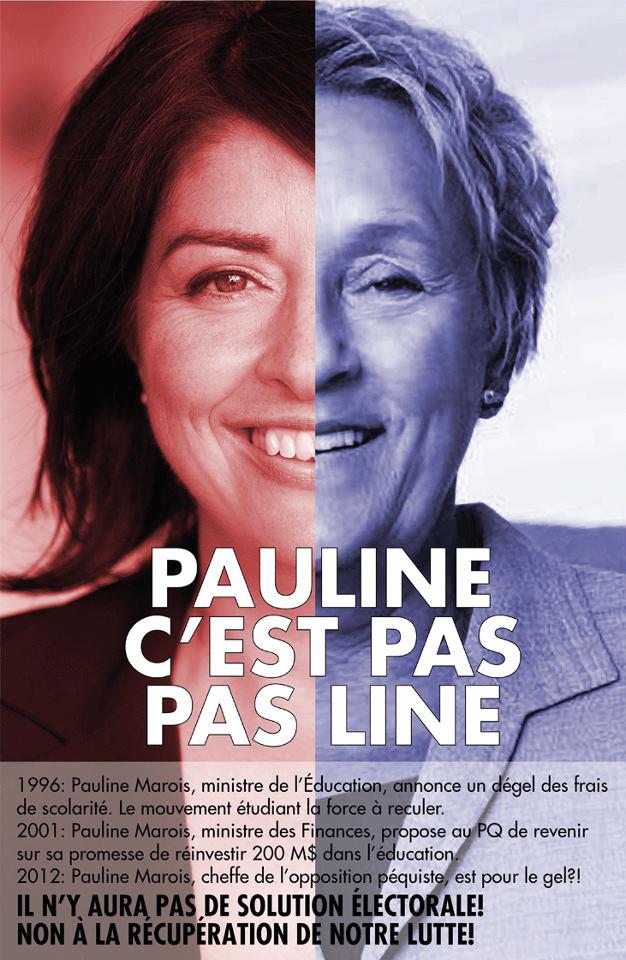 PAULINE
C'EST PAS
PAS LINE
1996: Pauline Marois, ministre de l'Éducation, annonce un dégel des frais
de scolarité. Le mouvement étudiant la force à reculer.
2001: Pauline Marois, ministre des Finances, propose au PQ de revenir
sur sa promesse de réinvestir 200 M$ dans l'éducation.
2012: Pauline Marois, cheffe de l'opposition péquiste, est pour le gel?!
IL N'Y AURA PAS DE SOLUTION ÉLECTORALE!
NON À LA RÉCUPÉRATION DE NOTRE LUTTE!